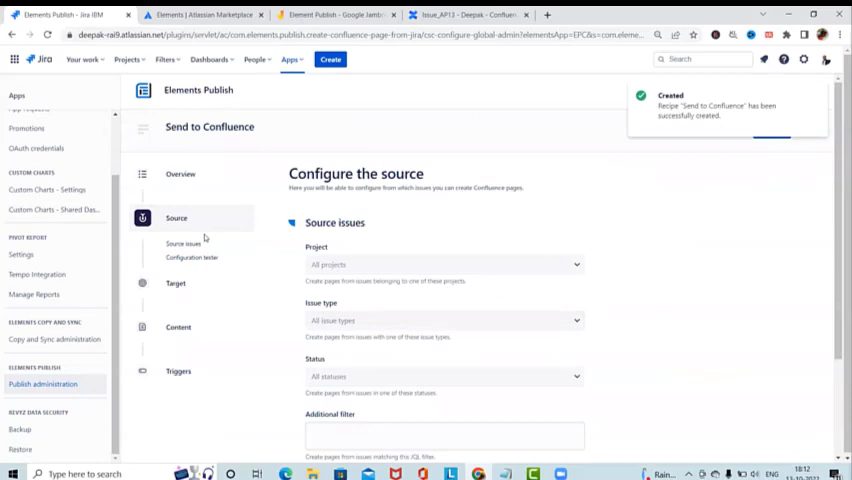 Elements Publish - Jira IBM
Elements | Atlassian Marketplace
Element Publish - Google Jambo
Issue_AP13 - Deepak - Confluen
deepak-rai9.atlassian.net/plugins/servlet/ac/com.elements.publish.create-confluence-page-from-jira/csc-configure-global-admin?elementsApp=EPC&s=com.eleme...
Jira
Your work
Projects
Filters
Dashboards
People
Apps
Create
Search
Apps
Promotions
OAuth credentials
CUSTOM CHARTS
Custom Charts - Settings
Custom Charts - Shared Das...
PIVOT REPORT
Settings
Tempo Integration
Manage Reports
ELEMENTS COPY AND SYNC
Copy and Sync administration
ELEMENTS PUBLISH
Publish administration
REVYZ DATA SECURITY
Backup
Restore
Elements Publish
Send to Confluence
Created
Recipe "Send to Confluence" has been
successfully created.
Overview
Source
Source issues
Configuration tester
Target
Content
Triggers
Configure the source
Here you will be able to configure from which issues you can create Confluence pages.
Source issues
Project
All projects
Create pages from issues belonging to one of these projects.
Issue type
All issue types
Create pages from issues with one of these issue types.
Status
All statuses
Create pages from issues in one of these statuses.
Additional filter
Create pages from issues matching this JQL filter.
Type here to search
Rain...
ENG
18:12
13-10-2022